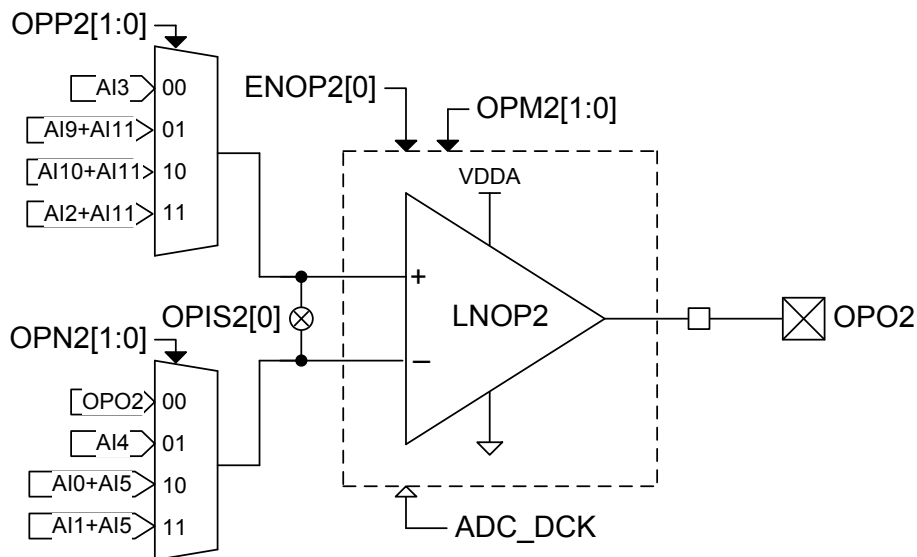 OPP2[1:0]
AI3 00
AI9+AI11 01
AI10+AI11 10
AI2+AI11 11
ENOP2[0]
OPM2[1:0]
VDDA
+
LNOP2
−
OPIS2[0]
OPO2
OPN2[1:0]
OPO2 00
AI4 01
AI0+AI5 10
AI1+AI5 11
ADC_DCK